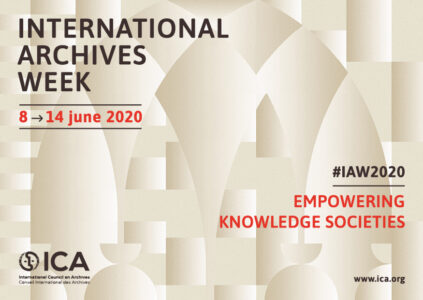 INTERNATIONAL
ARCHIVES
WEEK
8 → 14 june 2020
#IAW2020
EMPOWERING
KNOWLEDGE SOCIETIES
ICA
International Council on Archives
Conseil International des Archives
www.ica.org